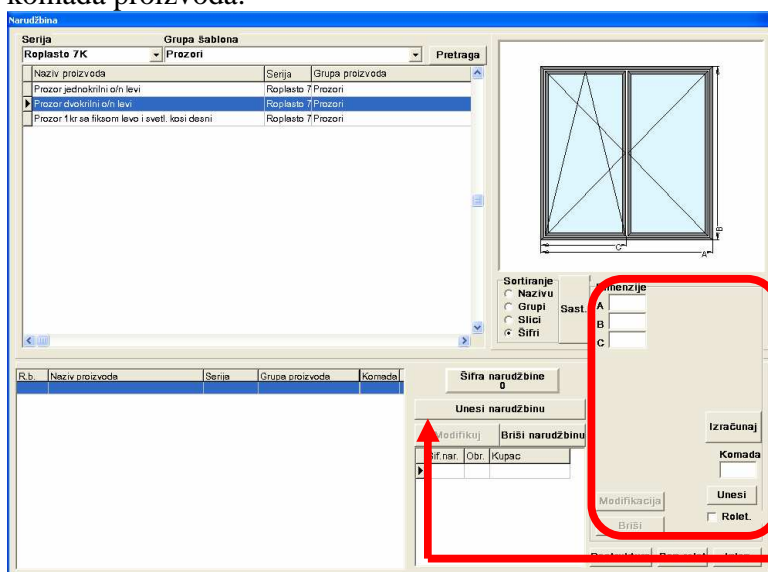 komada proizvoda.
Narudžbina
Serija Grupa Šablona
Roplasto 7K Prozori Pretraga
Naziv proizvoda Serija Grupa proizvoda
Prozor jednokrilni o/n levi Roplasto 7 Prozori
Prozor dvokrilni o/n levi Roplasto 7 Prozori
Prozor 1kr sa fiksom levo i svetl. kosi desni Roplasto 7 Prozori
B
C
A
Sortiranje
Nazivu
Grupi
Slici
Šifri
Sast.
Dimenzije
A
B
C
R.b. Naziv proizvoda Serija Grupa proizvoda Komada
Šifra narudžbine
0
Unesi narudžbinu
Modifikuj Briši narudžbinu
Sif.nar. Obr. Kupac
Izračunaj
Komada
Modifikacija Unesi
Briši Rolet.